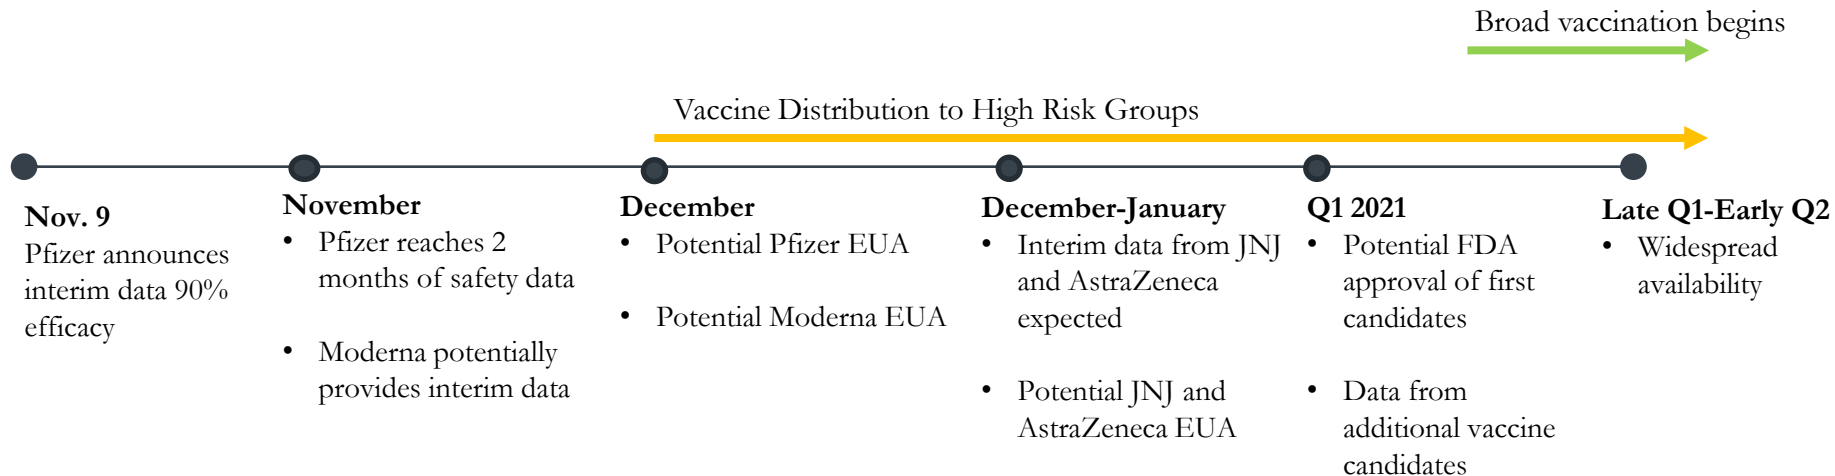 Broad vaccination begins
Vaccine Distribution to High Risk Groups
Nov. 9
Pfizer announces
interim data 90%
efficacy
November
• Pfizer reaches 2
months of safety data
• Moderna potentially
provides interim data
December
• Potential Pfizer EUA
• Potential Moderna EUA
December-January
• Interim data from JNJ
and AstraZeneca
expected
• Potential JNJ and
AstraZeneca EUA
Q1 2021
• Potential FDA
approval of first
candidates
• Data from
additional vaccine
candidates
Late Q1-Early Q2
• Widespread
availability